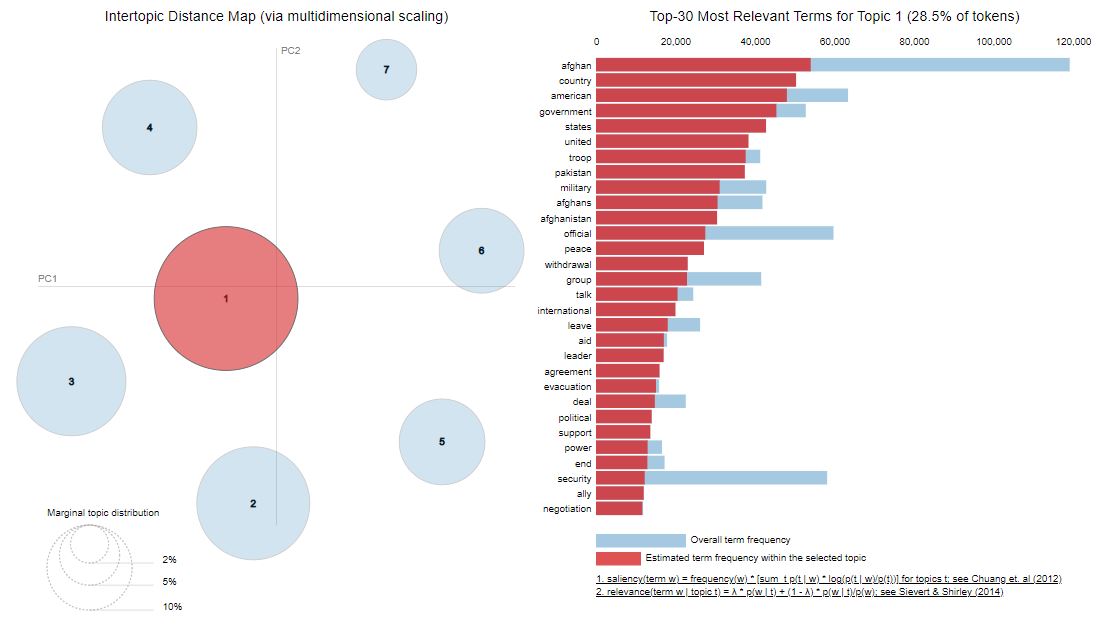 Intertopic Distance Map (via multidimensional scaling)
PC2
PC1
7
4
6
1
3
5
2
Marginal topic distribution
2%
5%
10%
Top-30 Most Relevant Terms for Topic 1 (28.5% of tokens)
0 20,000 40,000 60,000 80,000 100,000 120,000
afghan
country
american
government
states
united
troop
pakistan
military
afghans
afghanistan
official
peace
withdrawal
group
talk
international
leave
aid
leader
agreement
evacuation
deal
political
support
power
end
security
ally
negotiation
Overall term frequency
Estimated term frequency within the selected topic
1. saliency(term w) = frequency(w) * [sum_t p(t | w) * log(p(t | w)/p(t))] for topics t; see Chuang et. al (2012)
2. relevance(term w | topic t) = λ * p(w | t) + (1 - λ) * p(w | t)/p(w); see Sievert & Shirley (2014)